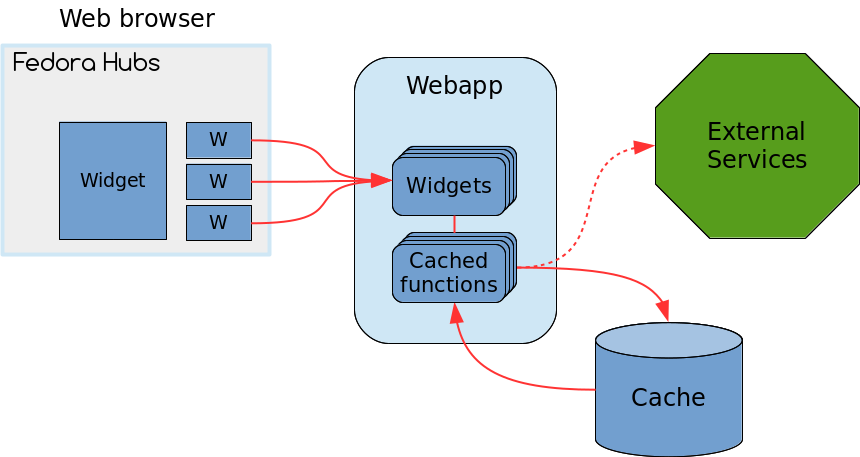 Web browser
Fedora Hubs
Widget
W
W
W
Webapp
Widgets
Cached
functions
External
Services
Cache